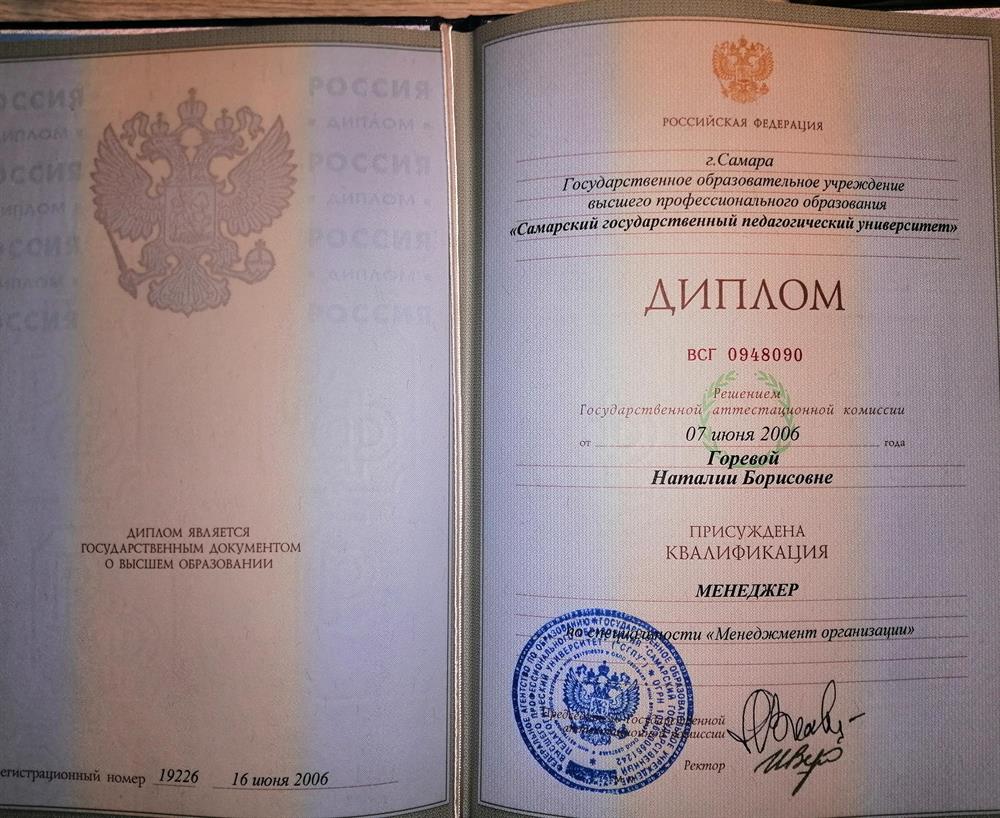 РОССИЯ
ДИПЛОМ
РОССИЯ
ДИПЛОМ
РОССИЯ
ДИПЛОМ
РОССИЯ
ДИПЛОМ ЯВЛЯЕТСЯ
ГОСУДАРСТВЕННЫМ ДОКУМЕНТОМ
О ВЫСШЕМ ОБРАЗОВАНИИ
егистрационный номер 19226 16 июня 2006
РОССИЙСКАЯ ФЕДЕРАЦИЯ
г.Самара
Государственное образовательное учреждение
высшего профессионального образования
«Самарский государственный педагогический университет»
ДИПЛОМ
ВСГ 0948090
Решением
Государственной аттестационной комиссии
от 07 июня 2006 года
Горевой
Наталии Борисовне
ПРИСУЖДЕНА
КВАЛИФИКАЦИЯ
МЕНЕДЖЕР
по специальности «Менеджмент организации»
Председатель Государственной
аттестационной комиссии
Ректор